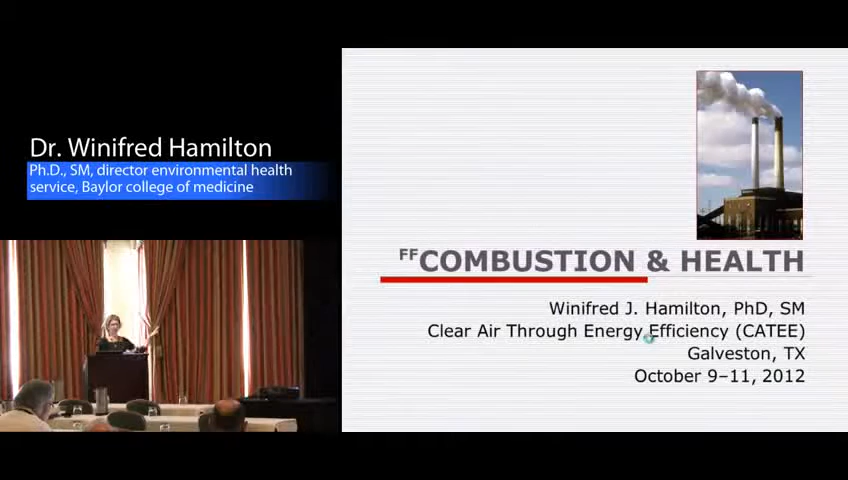 Dr. Winifred Hamilton
Ph.D., SM, director environmental health
service, Baylor college of medicine
FFCOMBUSTION & HEALTH
Winifred J. Hamilton, PhD, SM
Clear Air Through Energy Efficiency (CATEE)
Galveston, TX
October 9–11, 2012